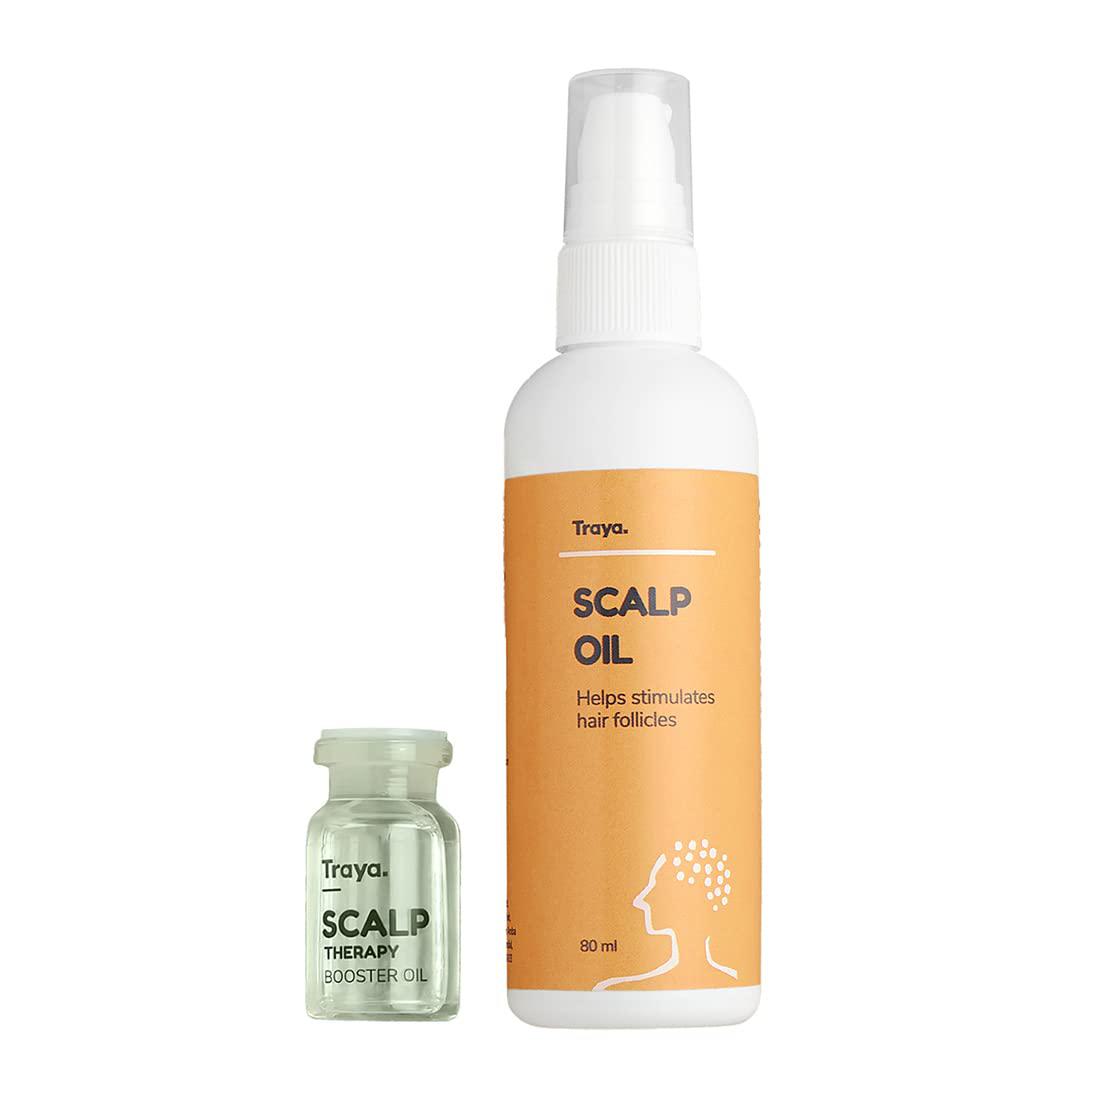 Traya.
SCALP
OIL
Helps stimulates
hair follicles
80 ml
Traya.
SCALP
THERAPY
BOOSTER OIL